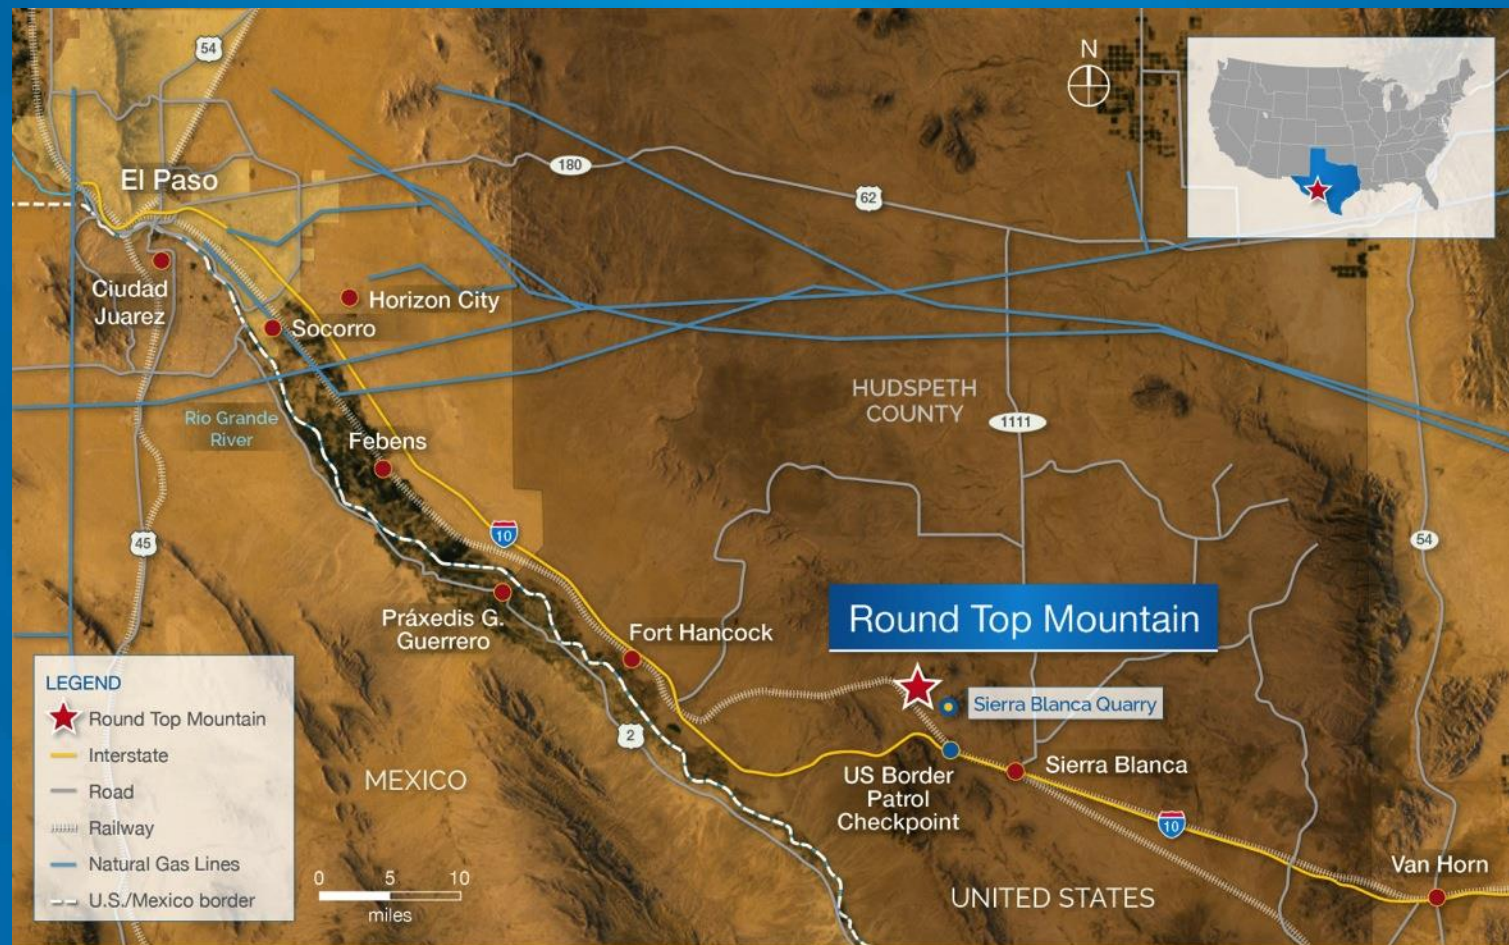 54
N
180
El Paso
62
Ciudad
Juarez
Horizon City
Socorro
HUDSPETH
COUNTY
Rio Grande
River
1111
Febens
10
45
54
Práxedis G.
Guerrero
Fort Hancock
Round Top Mountain
Sierra Blanca Quarry
2
MEXICO
US Border
Patrol
Checkpoint
Sierra Blanca
10
Van Horn
UNITED STATES
LEGEND
Round Top Mountain
Interstate
Road
Railway
Natural Gas Lines
U.S./Mexico border
0 5 10
miles